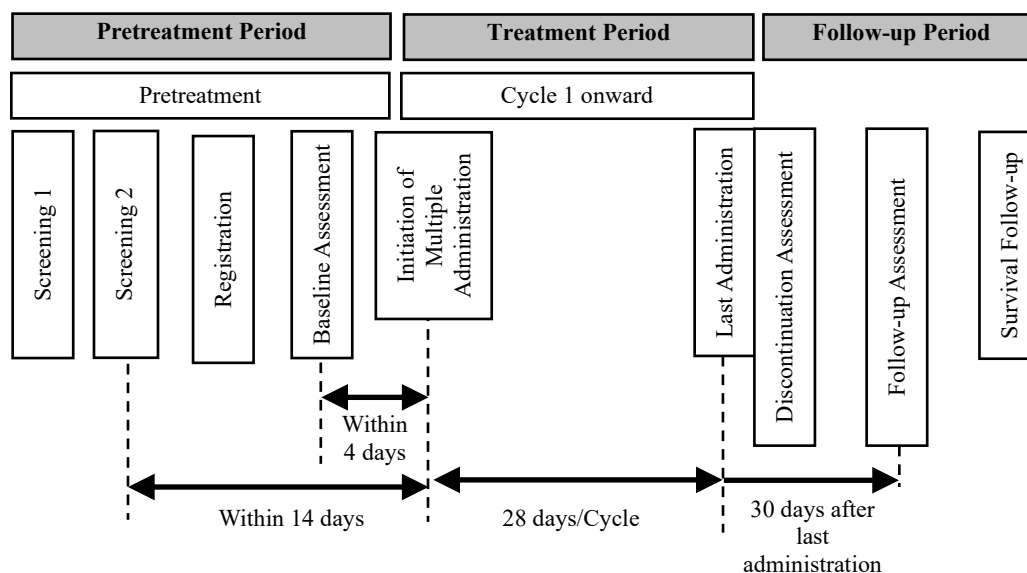 Pretreatment Period
Treatment Period
Follow-up Period
Pretreatment
Cycle 1 onward
Screening 1
Screening 2
Registration
Baseline Assessment
Initiation of
Multiple
Administration
Last Administration
Discontinuation Assessment
Follow-up Assessment
Survival Follow-up
Within
4 days
Within 14 days
28 days/Cycle
30 days after
last
administration